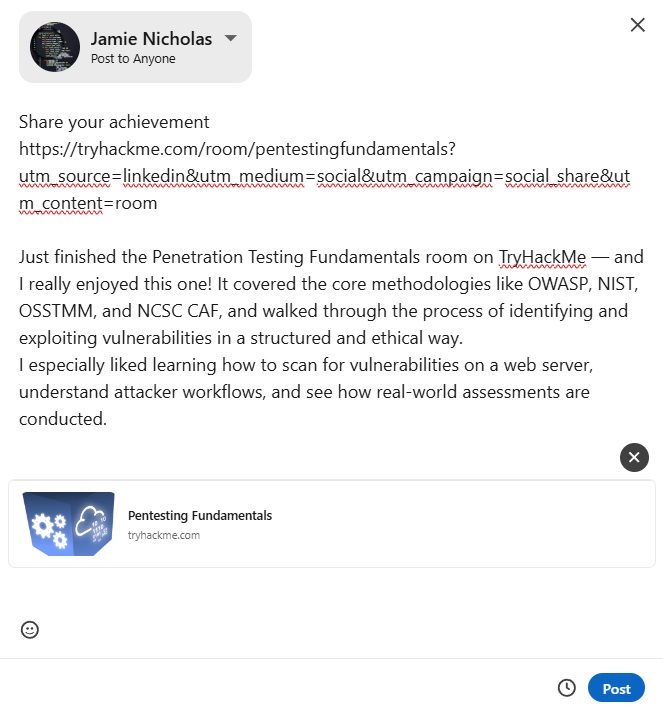 Jamie Nicholas
Post to Anyone
Share your achievement
https://tryhackme.com/room/pentestingfundamentals?
utm_source=linkedin&utm_medium=social&utm_campaign=social_share&ut
m_content=room
Just finished the Penetration Testing Fundamentals room on TryHackMe — and
I really enjoyed this one! It covered the core methodologies like OWASP, NIST,
OSSTMM, and NCSC CAF, and walked through the process of identifying and
exploiting vulnerabilities in a structured and ethical way.
I especially liked learning how to scan for vulnerabilities on a web server,
understand attacker workflows, and see how real-world assessments are
conducted.
Pentesting Fundamentals
tryhackme.com
Post